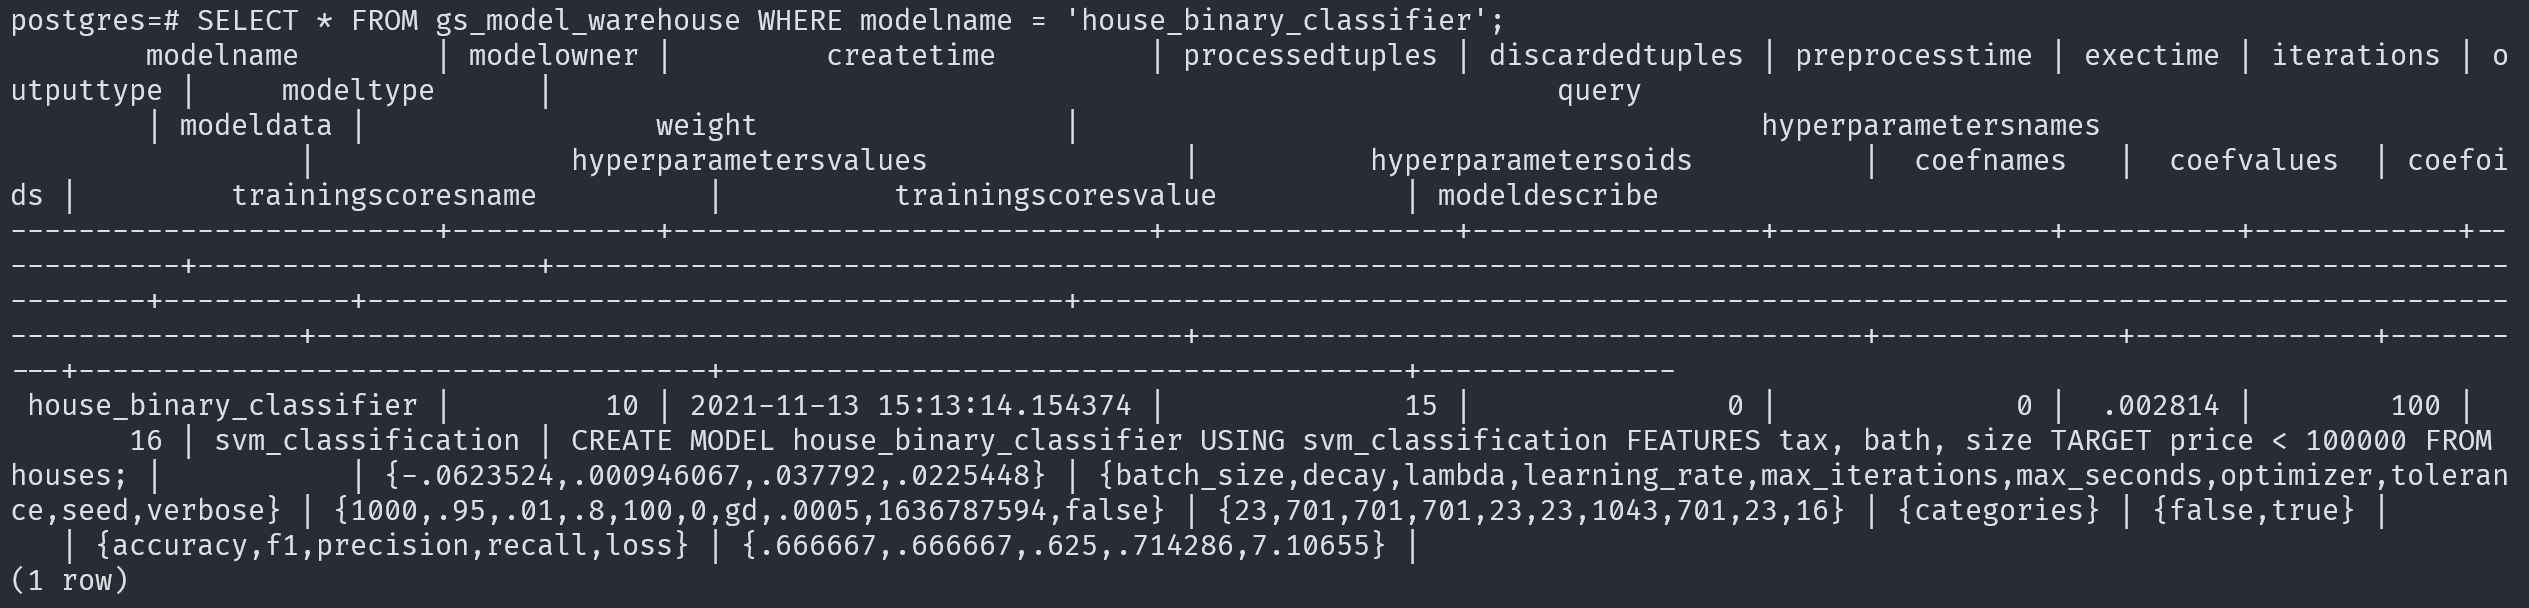 postgres=# SELECT * FROM gs_model_warehouse WHERE modelname = 'house_binary_classifier';
        modelname        | modelowner |         createtime         | processedtuples | discardedtuples | preprocesstime | exectime | iterations | o
utputtype |     modeltype      |                                                           query
        | modeldata |                 weight                  |                                        hyperparametersnames
                 |               hyperparametersvalues               |          hyperparametersoids          |  coefnames   |  coefvalues  | coefoi
ds |         trainingscoresname          |          trainingscoresvalue           | modeldescribe
-------------------------+------------+----------------------------+-----------------+-----------------+----------------+----------+------------+--
----------+--------------------+-------------------------------------------------------------------------------------------------------------------
--------+-----------+-----------------------------------------+------------------------------------------------------------------------------------
-----------------+---------------------------------------------------+---------------------------------------+--------------+--------------+-------
---+-------------------------------------+----------------------------------------+---------------
 house_binary_classifier |         10 | 2021-11-13 15:13:14.154374 |              15 |               0 |              0 |  .002814 |        100 |
       16 | svm_classification | CREATE MODEL house_binary_classifier USING svm_classification FEATURES tax, bath, size TARGET price < 100000 FROM
houses; |           | {-.0623524,.000946067,.037792,.0225448} | {batch_size,decay,lambda,learning_rate,max_iterations,max_seconds,optimizer,toleran
ce,seed,verbose} | {1000,.95,.01,.8,100,0,gd,.0005,1636787594,false} | {23,701,701,701,23,23,1043,701,23,16} | {categories} | {false,true} |
   | {accuracy,f1,precision,recall,loss} | {.666667,.666667,.625,.714286,7.10655} |
(1 row)